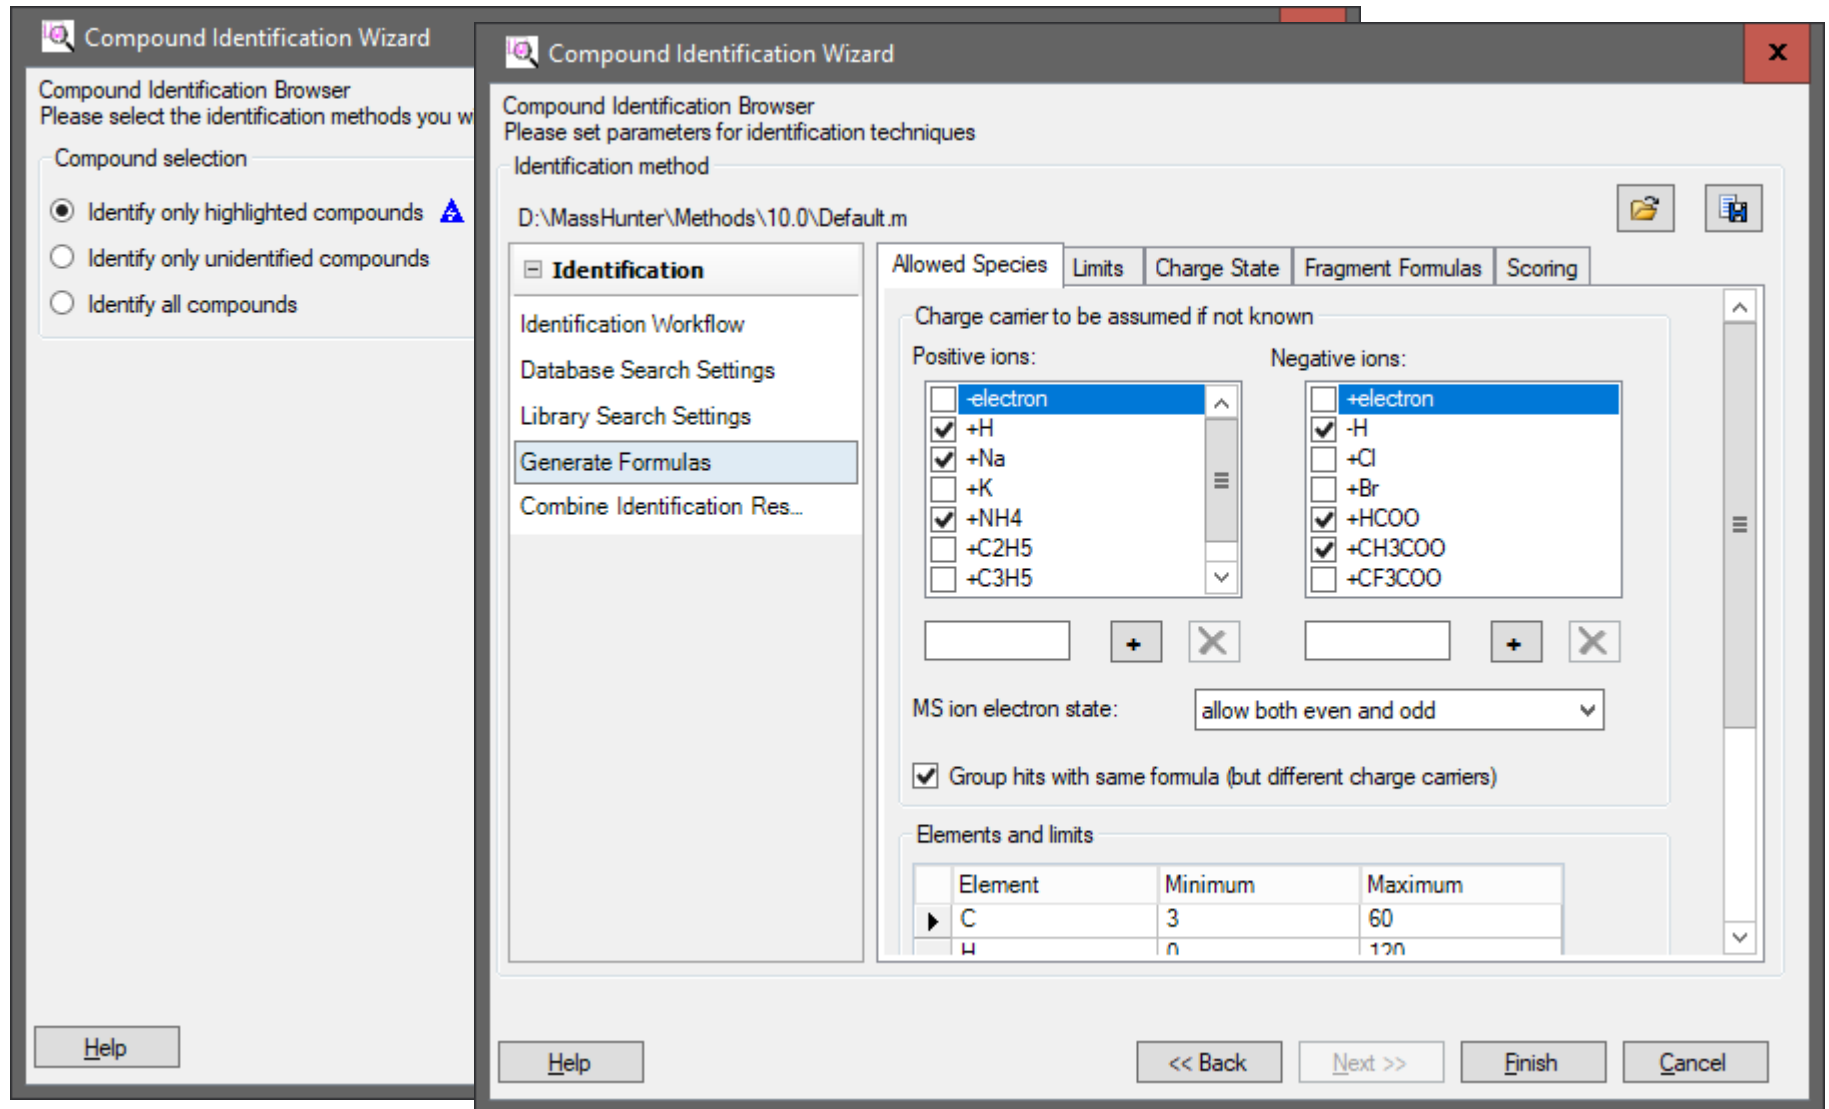 Compound Identification Wizard
Compound Identification Browser
Please select the identification methods you w
Compound selection
Identify only highlighted compounds
Identify only unidentified compounds
Identify all compounds
Help
Compound Identification Wizard
x
Compound Identification Browser
Please set parameters for identification techniques
Identification method
D:\MassHunter\Methods\10.0\Default.m
Identification
Identification Workflow
Database Search Settings
Library Search Settings
Generate Formulas
Combine Identification Res...
Allowed Species Limits Charge State Fragment Formulas Scoring
Charge carrier to be assumed if not known
Positive ions:
-electron
+H
+Na
+K
+NH4
+C2H5
+C3H5
Negative ions:
+electron
-H
+Cl
+Br
+HCOO
+CH3COO
+CF3COO
MS ion electron state: allow both even and odd
Group hits with same formula (but different charge carriers)
Elements and limits
Element Minimum Maximum
C 3 60
H 0 120
Help << Back Next >> Finish Cancel